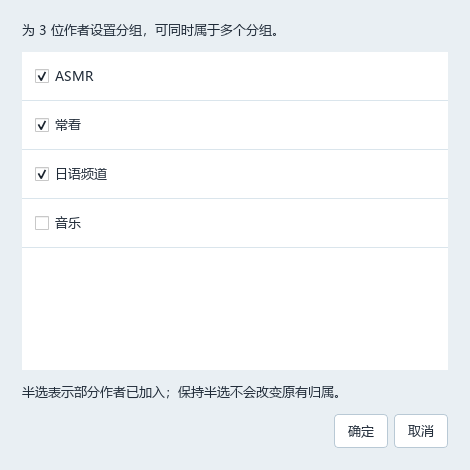 为 3 位作者设置分组，可同时属于多个分组。
ASMR
常看
日语频道
音乐
半选表示部分作者已加入；保持半选不会改变原有归属。
确定 取消